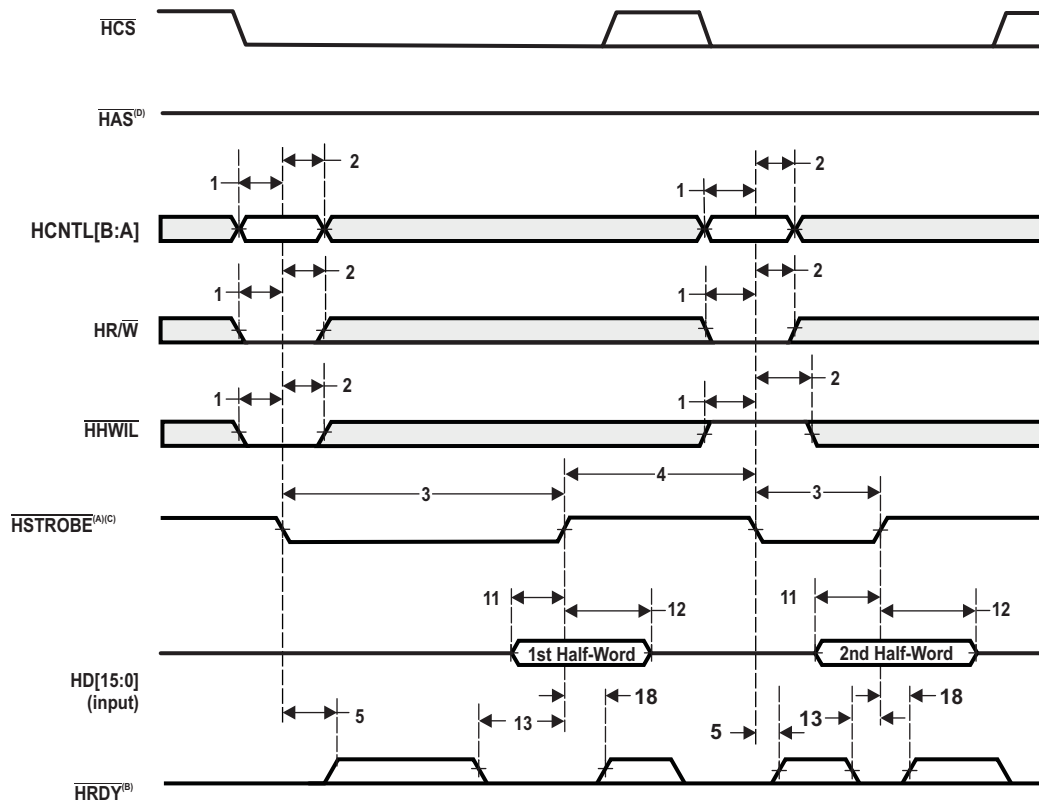 HCS
HAS(D)
2
1
2
1
HCNTL[B:A]
2
1
2
1
HR/W
2
1
2
1
HHWIL
3
4
3
HSTROBE(A)(C)
11
12
11
12
1st Half-Word
2nd Half-Word
HD[15:0]
(input)
5
13
18
5
13
18
HRDY(B)